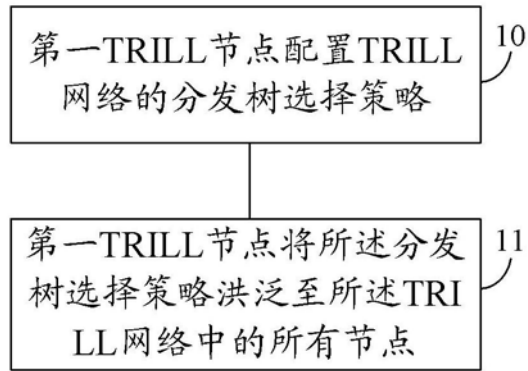 第一TRILL节点配置TRILL
网络的分发树选择策略
10
第一TRILL节点将所述分发
树选择策略洪泛至所述TRI
LL网络中的所有节点
11